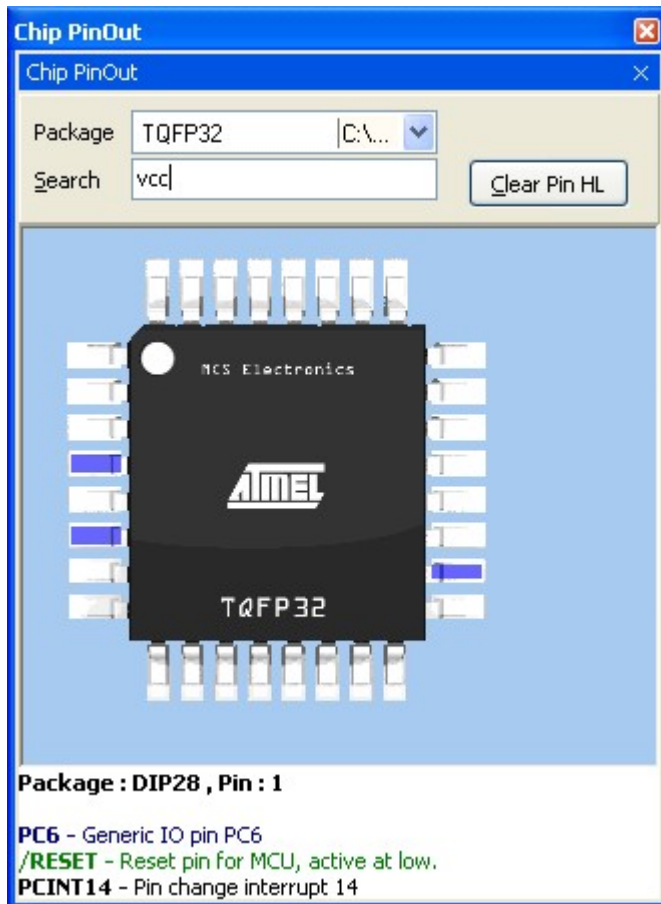 Chip PinOut
Chip PinOut
Package TQFP32 C:\...
Search vcc Clear Pin HL
MCS Electronics
ATMEL
TQFP32
Package : DIP28 , Pin : 1
PC6 - Generic IO pin PC6
/RESET - Reset pin for MCU, active at low.
PCINT14 - Pin change interrupt 14